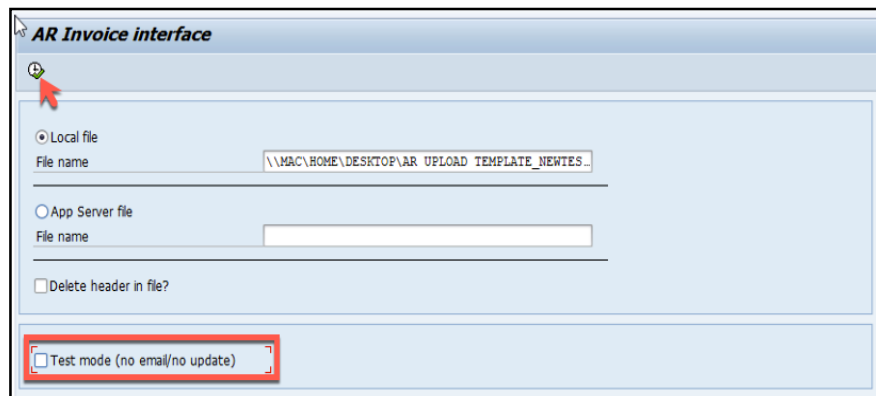 AR Invoice interface
Local file
File name \\MAC\HOME\DESKTOP\AR UPLOAD TEMPLATE_NEWTES…
App Server file
File name
Delete header in file?
Test mode (no email/no update)